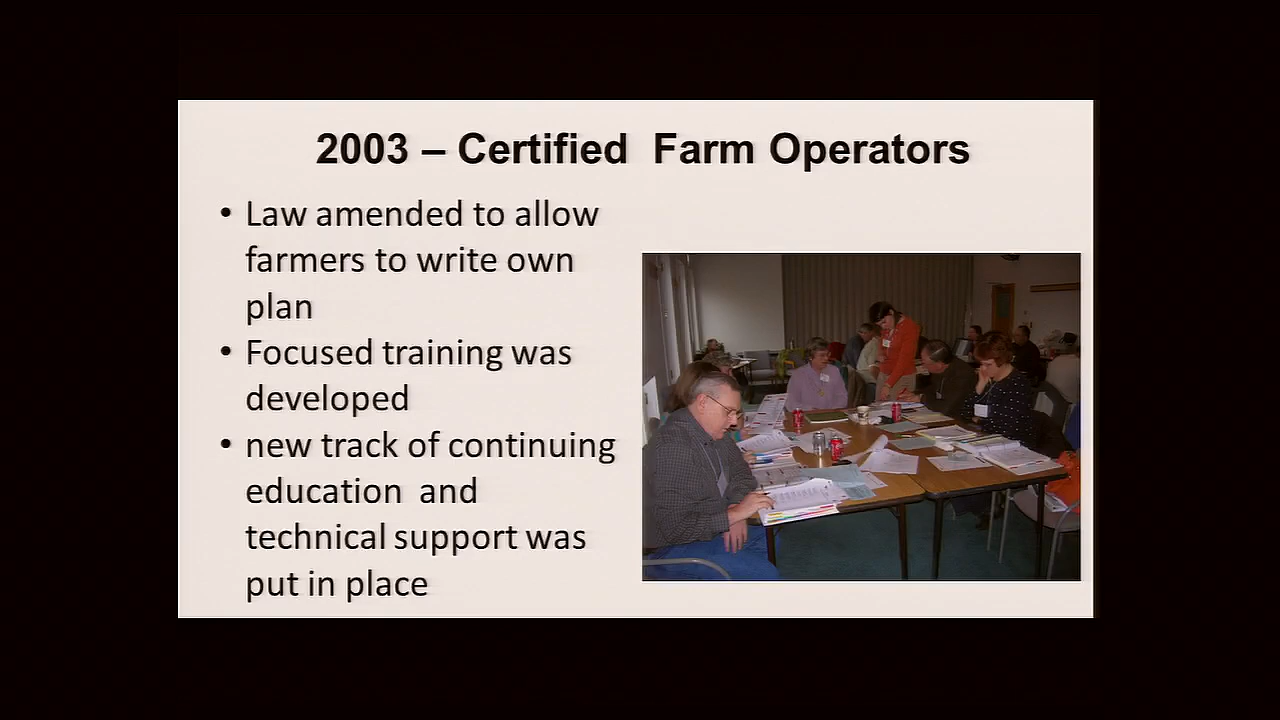 2003 – Certified Farm Operators
• Law amended to allow
farmers to write own
plan
• Focused training was
developed
• new track of continuing
education and
technical support was
put in place